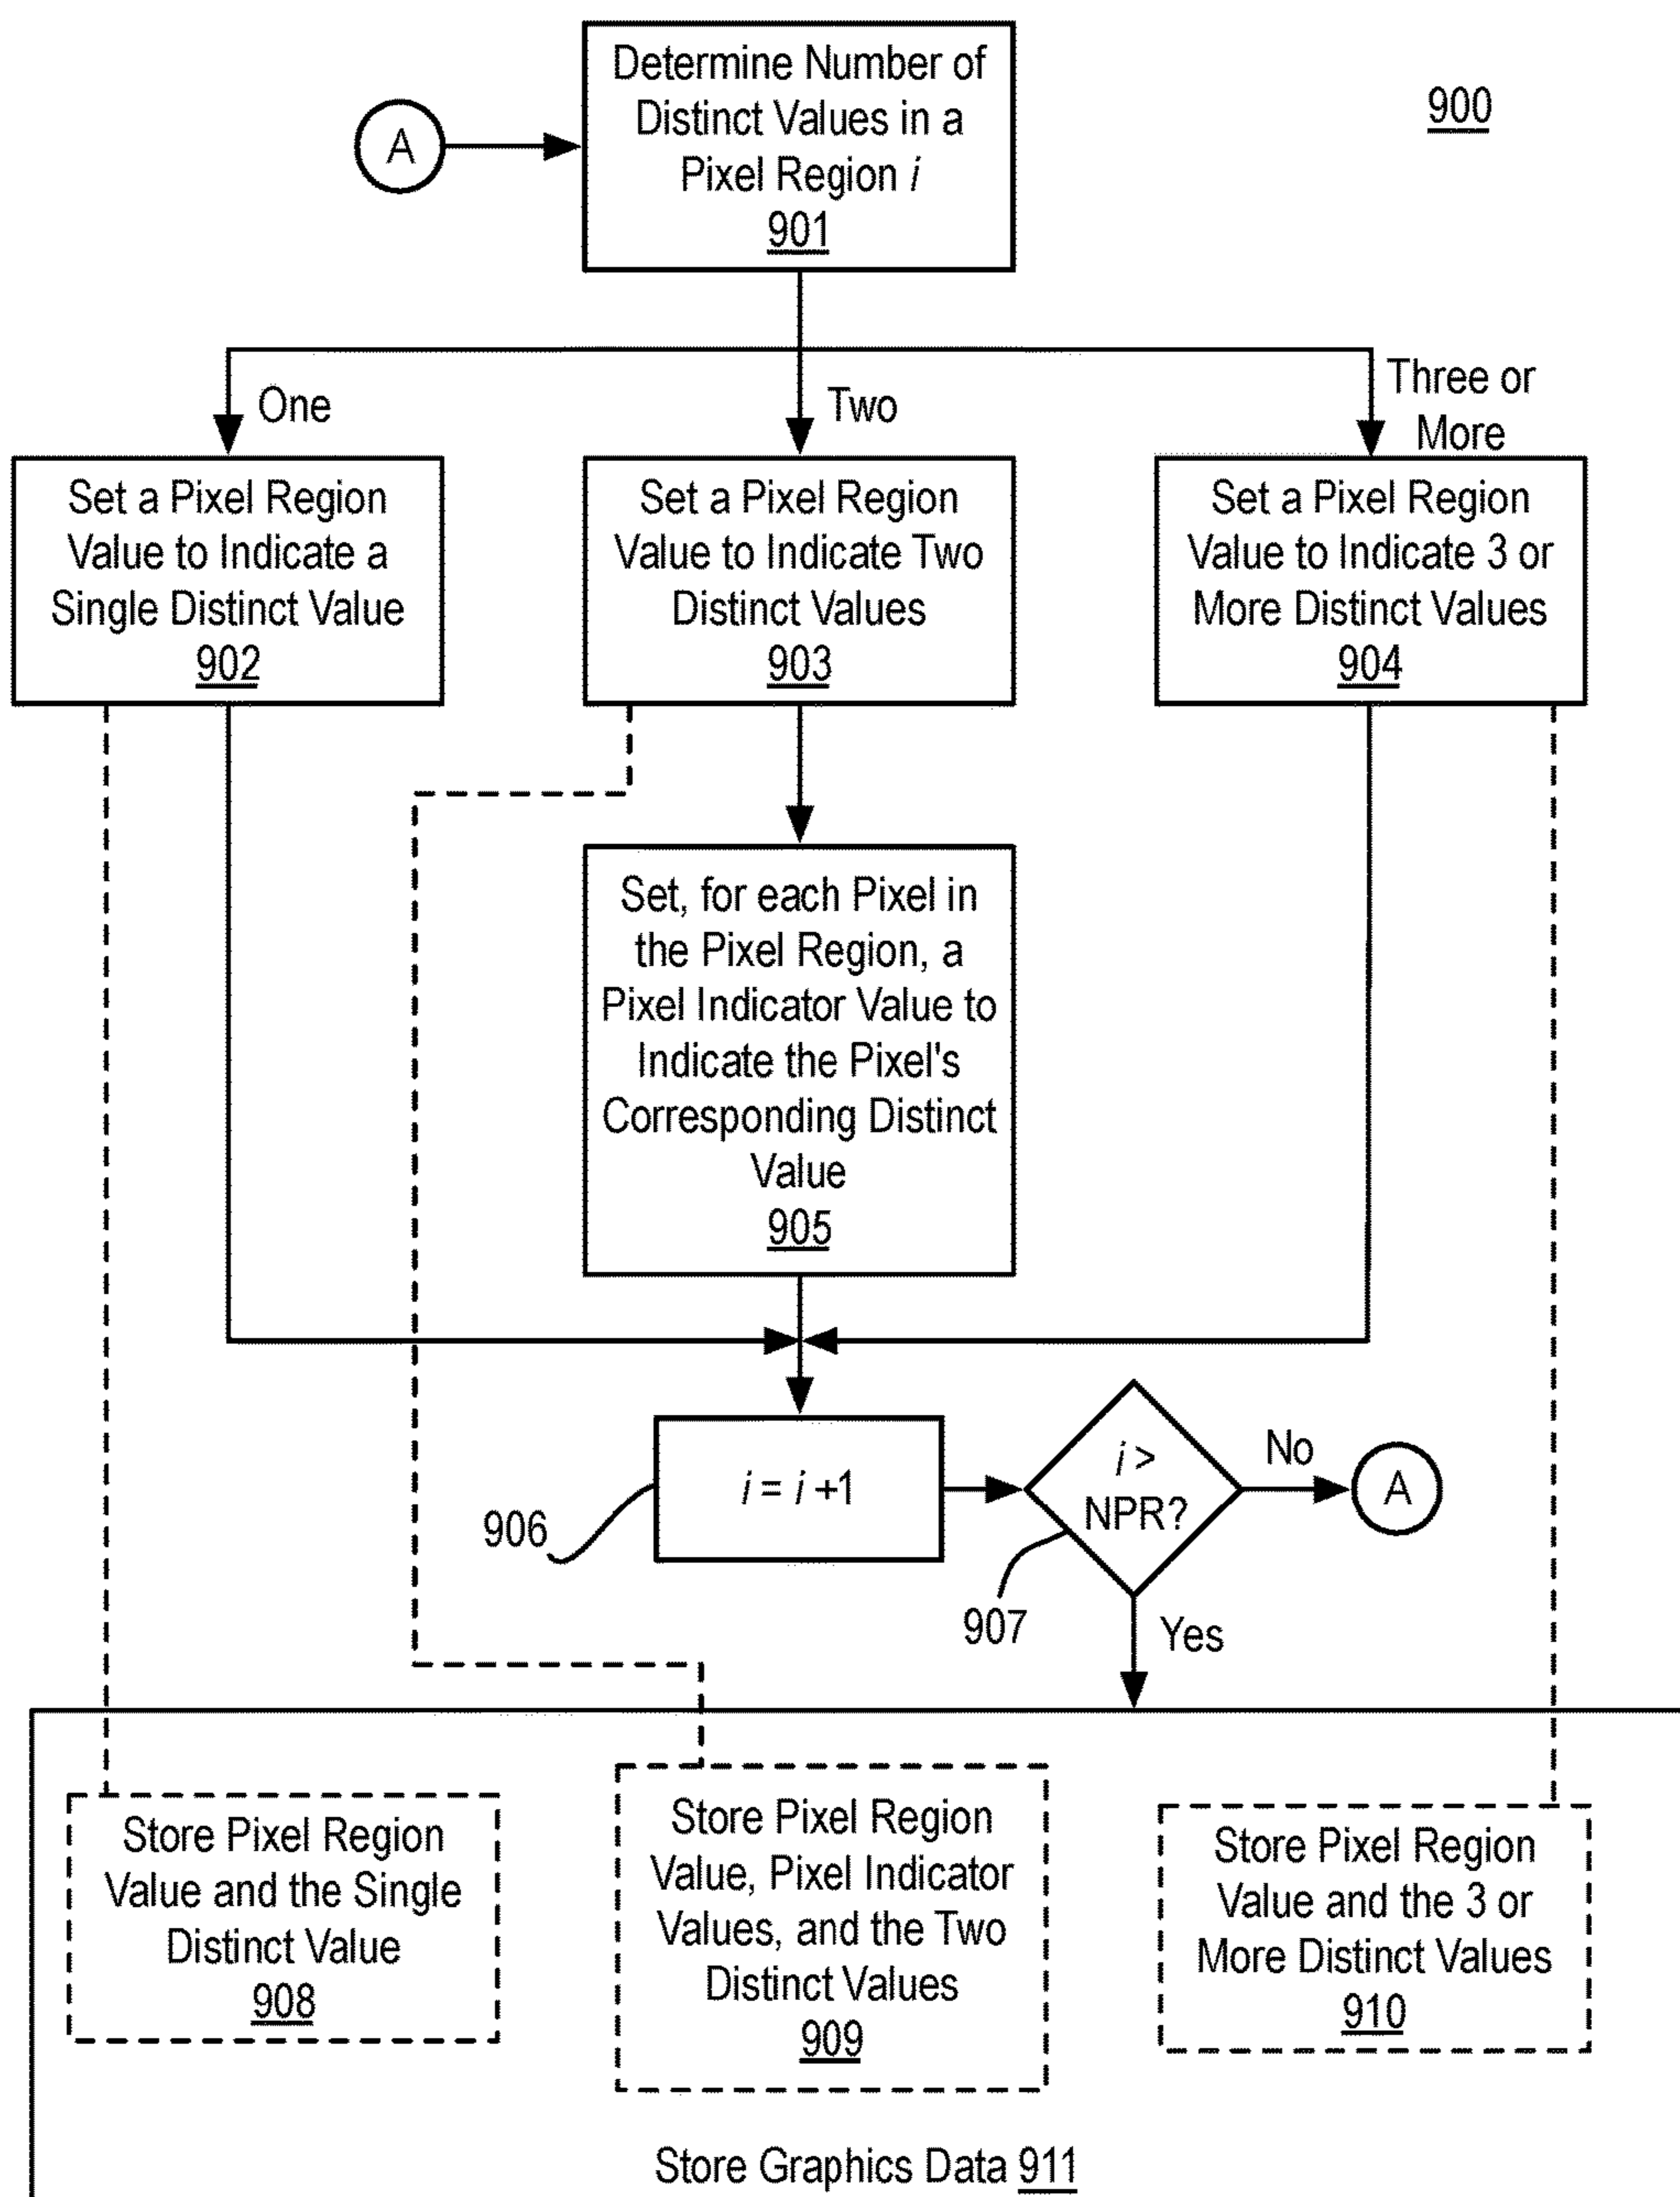 Determine Number of
Distinct Values in a
Pixel Region i
901
A
900
One
Two
Three or
More
Set a Pixel Region
Value to Indicate a
Single Distinct Value
902
Set a Pixel Region
Value to Indicate Two
Distinct Values
903
Set a Pixel Region
Value to Indicate 3 or
More Distinct Values
904
Set, for each Pixel in
the Pixel Region, a
Pixel Indicator Value to
Indicate the Pixel's
Corresponding Distinct
Value
905
i = i +1
906
i >
NPR?
907
No
A
Yes
Store Pixel Region
Value and the Single
Distinct Value
908
Store Pixel Region
Value, Pixel Indicator
Values, and the Two
Distinct Values
909
Store Pixel Region
Value and the 3 or
More Distinct Values
910
Store Graphics Data 911